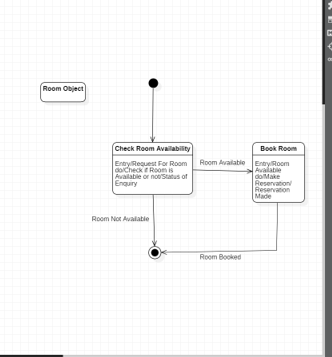 Room Object
Check Room Availability
Entry/Request For Room
do/Check if Room is
Available or not/Status of
Enquiry
Room Available
Book Room
Entry/Room
Available
do/Make
Reservation/
Reservation
Made
Room Not Available
Room Booked